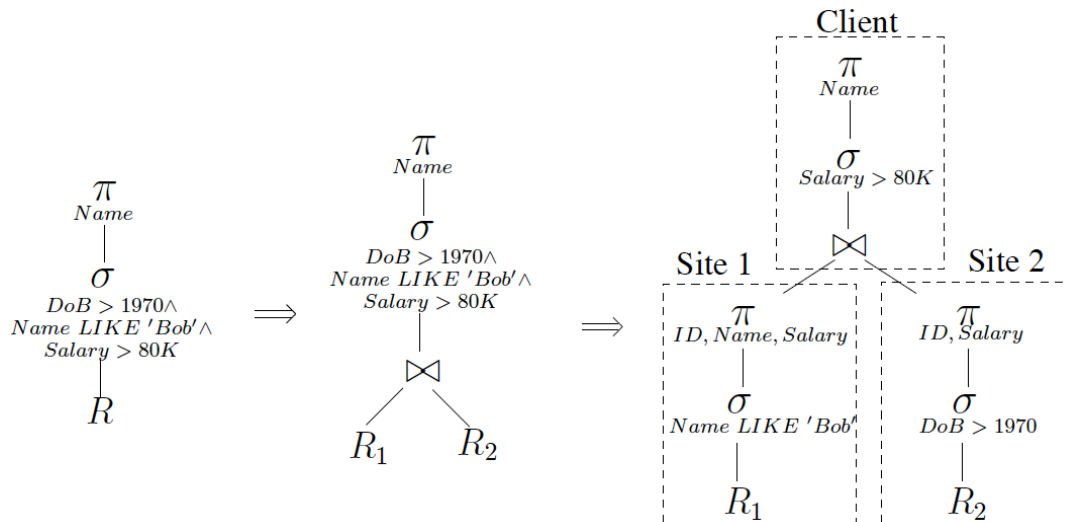 π
Name
σ
DoB > 1970∧
Name LIKE 'Bob'∧
Salary > 80K
R
⟹
π
Name
σ
DoB > 1970∧
Name LIKE 'Bob'∧
Salary > 80K
⋈
R₁ R₂
⟹
Client
π
Name
σ
Salary > 80K
⋈
Site 1
π
ID, Name, Salary
σ
Name LIKE 'Bob'
R₁
Site 2
π
ID, Salary
σ
DoB > 1970
R₂